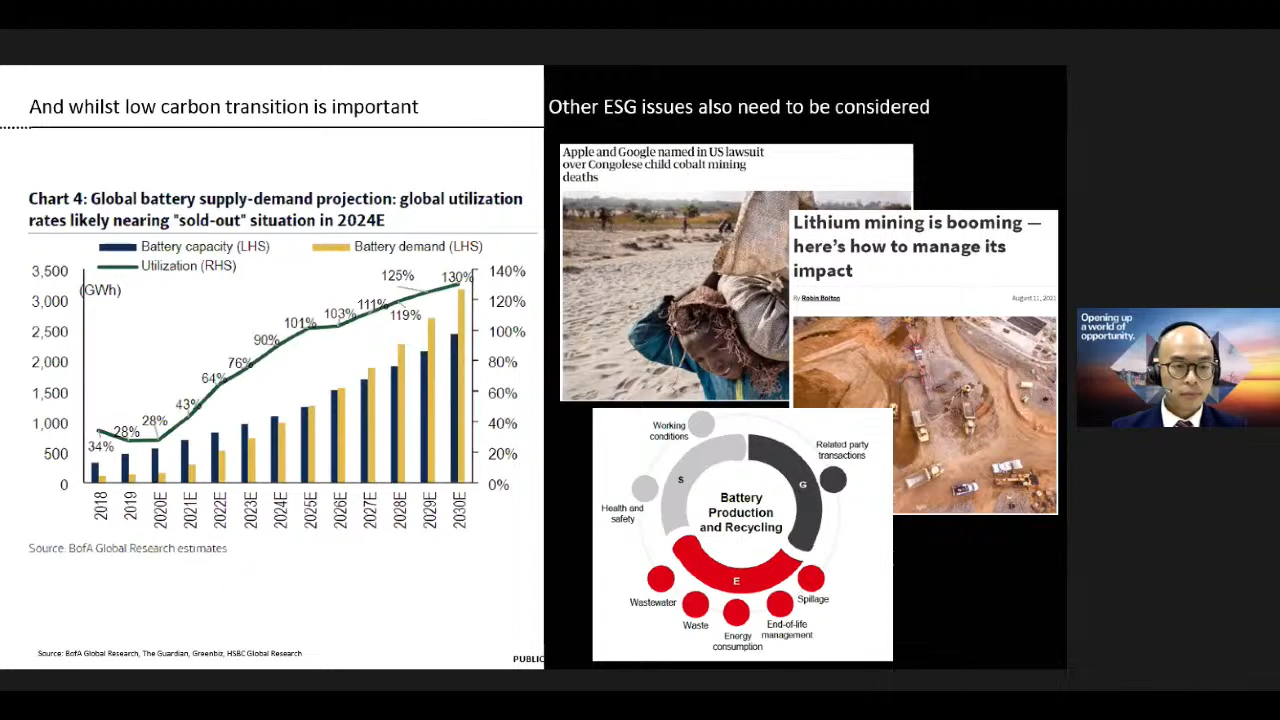 And whilst low carbon transition is important
Other ESG issues also need to be considered
Chart 4: Global battery supply-demand projection: global utilization
rates likely nearing "sold-out" situation in 2024E
Battery capacity (LHS)
Battery demand (LHS)
Utilization (RHS)
(GWh)
3,500
3,000
2,500
2,000
1,500
1,000
500
0
34%
28%
28%
43%
64%
76%
90%
101%
103%
111%
119%
125%
130%
140%
120%
100%
80%
60%
40%
20%
0%
2018
2019
2020E
2021E
2022E
2023E
2024E
2025E
2026E
2027E
2028E
2029E
2030E
Source: BofA Global Research estimates
Source: BofA Global Research, The Guardian, Greenbiz, HSBC Global Research
PUBLIC
Apple and Google named in US lawsuit
over Congolese child cobalt mining
deaths
Lithium mining is booming —
here's how to manage its
impact
By Robin Bolton
August 11, 2021
Working
conditions
Related party
transactions
S
G
Battery
Production
and Recycling
Health and
safety
E
Wastewater
Waste
Energy
consumption
End-of-life
management
Spillage
Opening up
a world of
opportunity.